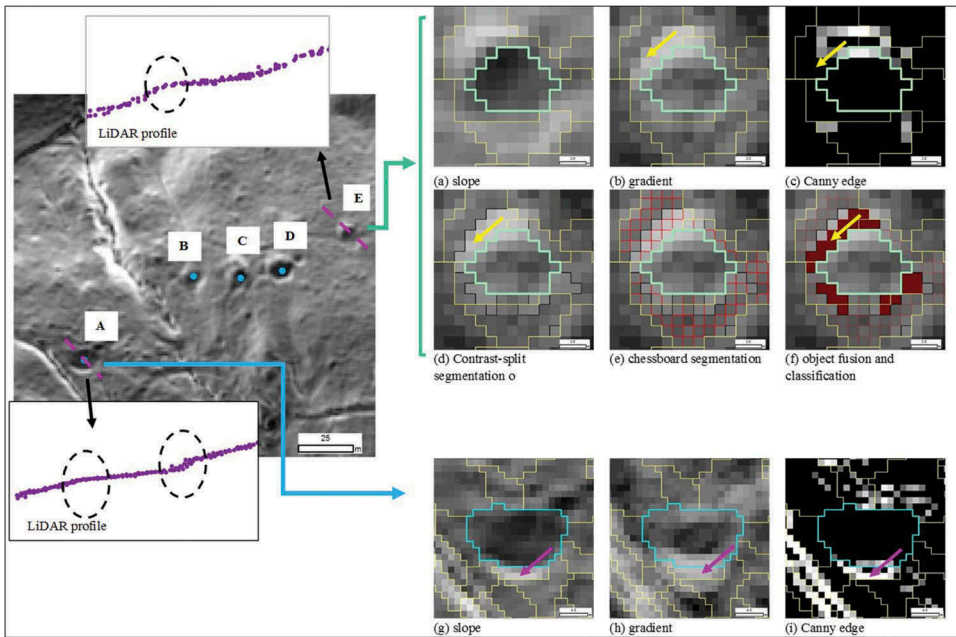 LiDAR profile
E
D
C
B
A
25
m
LiDAR profile
(a) slope
(b) gradient
(c) Canny edge
(d) Contrast-split
segmentation o
(e) chessboard segmentation
(f) object fusion and
classification
(g) slope
(h) gradient
(i) Canny edge